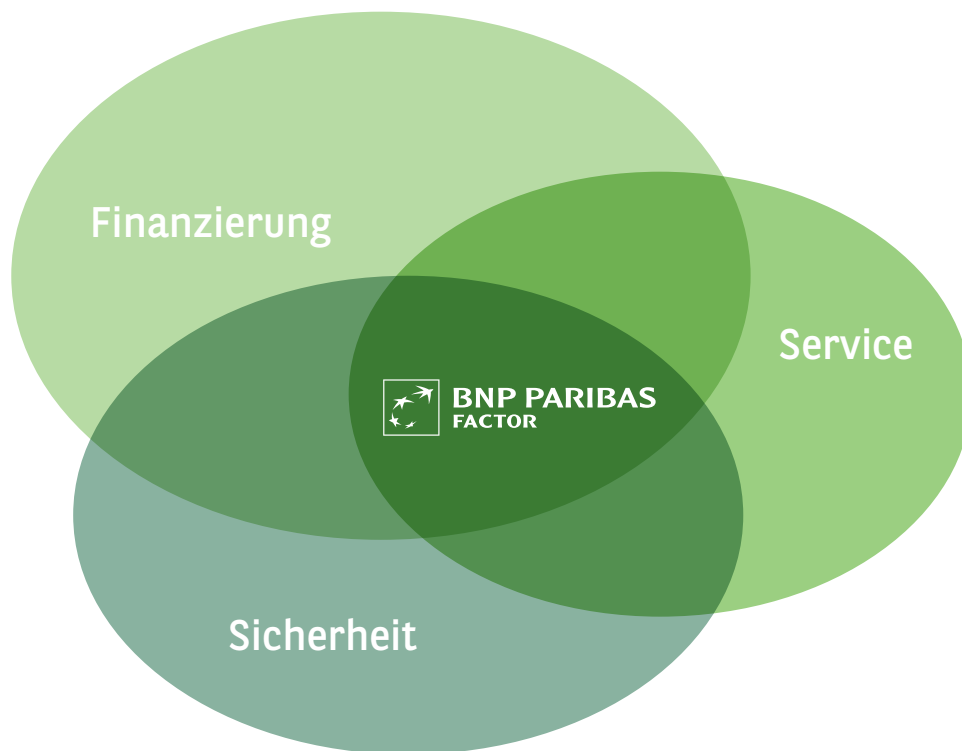 Finanzierung
Service
BNP PARIBAS
FACTOR
Sicherheit